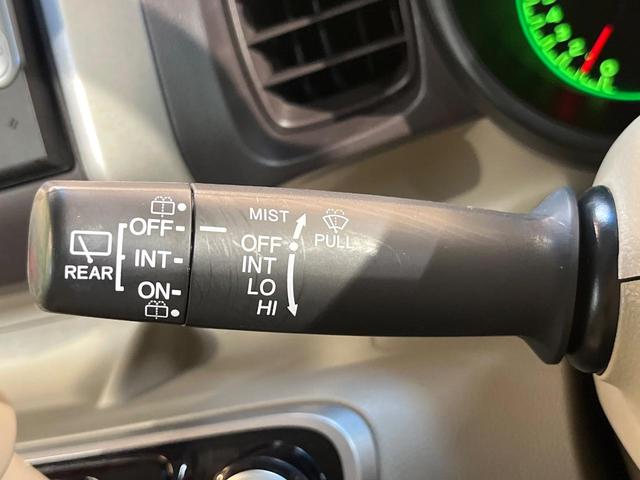 REAR
OFF
INT
ON
MIST
OFF
INT
LO
HI
PULL